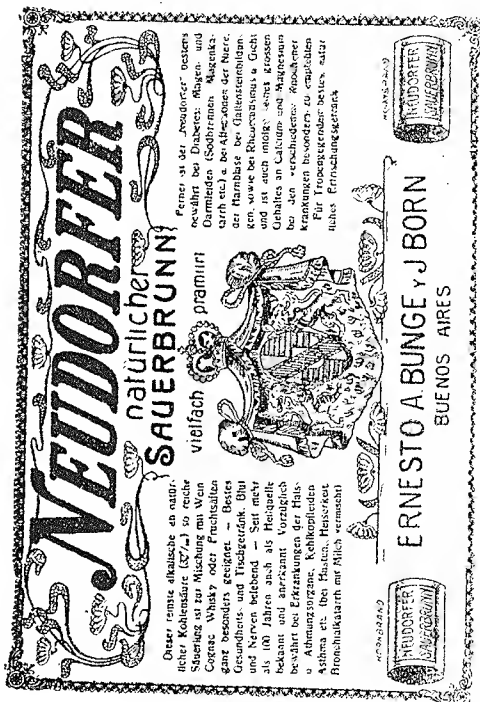 NEUDORFER
natürlicher
SAUERBRUNN
vielfach prämiirt
Dieser reinste alkalische an natür-
licher Kohlensäure so reiche
Säuerling ist zur Mischung mit Wein
Cognac Whisky oder Fruchtsäften
ganz besonders geeignet — Bestes
Gesundheits- und Tischgetränk. Blut
und Nerven belebend — Seit mehr
als 100 Jahren auch als Heilquelle
bekannt und anerkannt Vorzüglich
bewährt bei Erkrankungen der Hals-
u Athmungsorgane, Kehlkopfleiden
Asthma etc (bei Husten, Heiserkeit
Bronchialkatarrh mit Milch vermischt)
Ferner ist der „Neudorfer“ bestens
bewährt bei Diabetes Magen- und
Darmleiden (Sodbrennen Magenka-
tarrh etc) u bei Affectionen der Niere,
der Harnblase bei Gallensteinbildun-
gen, sowie bei Rheumatismus u Gicht
und ist auch infolge seines grossen
Gehaltes an Calcium und Magnesium
bei den verschiedenen Knochener
krankungen besonders zu empfehlen
Für Tropengegenden bestes natür
liches Erfrischungsgetränk
HORNBRAND
NEUDORFER
SAUERBRUNN
ERNESTO A. BUNGE Y J BORN
BUENOS AIRES
HORNBRAND
NEUDORFER
SAUERBRUNN